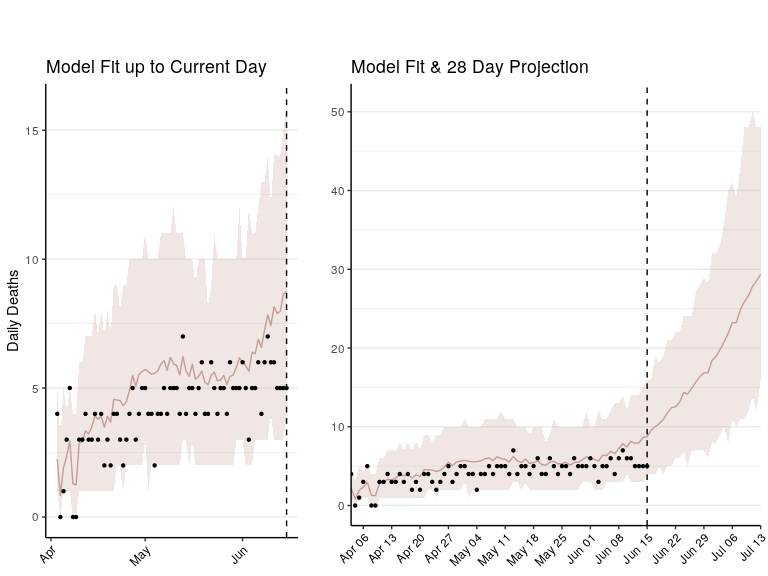 Model Fit up to Current Day
Daily Deaths
15
10
5
0
Apr
May
Jun
Model Fit & 28 Day Projection
50
40
30
20
10
0
Apr 06
Apr 13
Apr 20
Apr 27
May 04
May 11
May 18
May 25
Jun 01
Jun 08
Jun 15
Jun 22
Jun 29
Jul 06
Jul 13